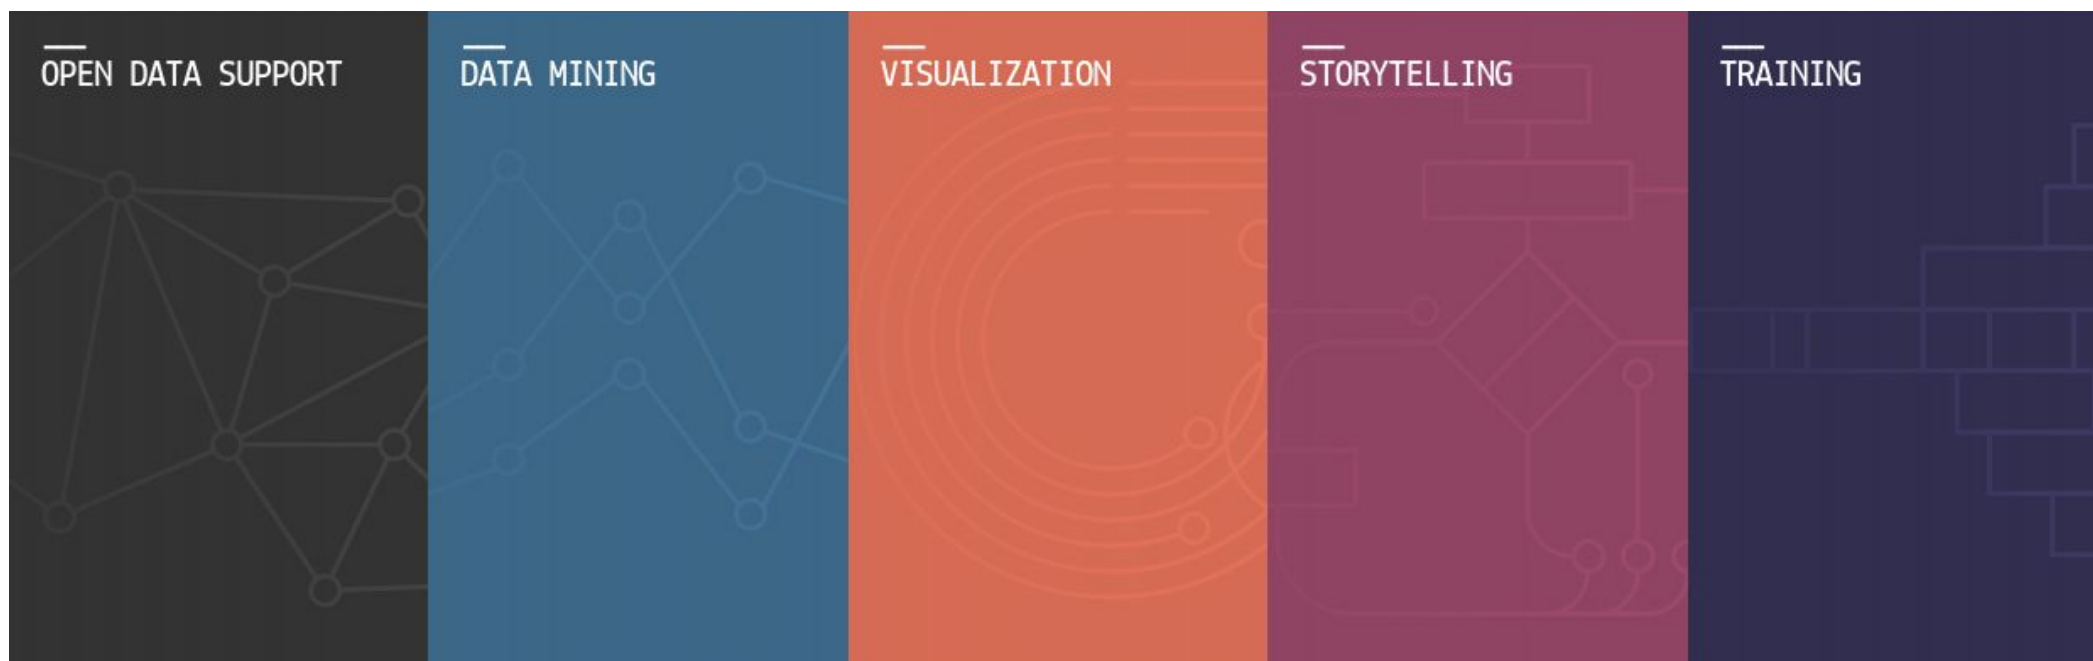 OPEN DATA SUPPORT
DATA MINING
VISUALIZATION
STORYTELLING
TRAINING